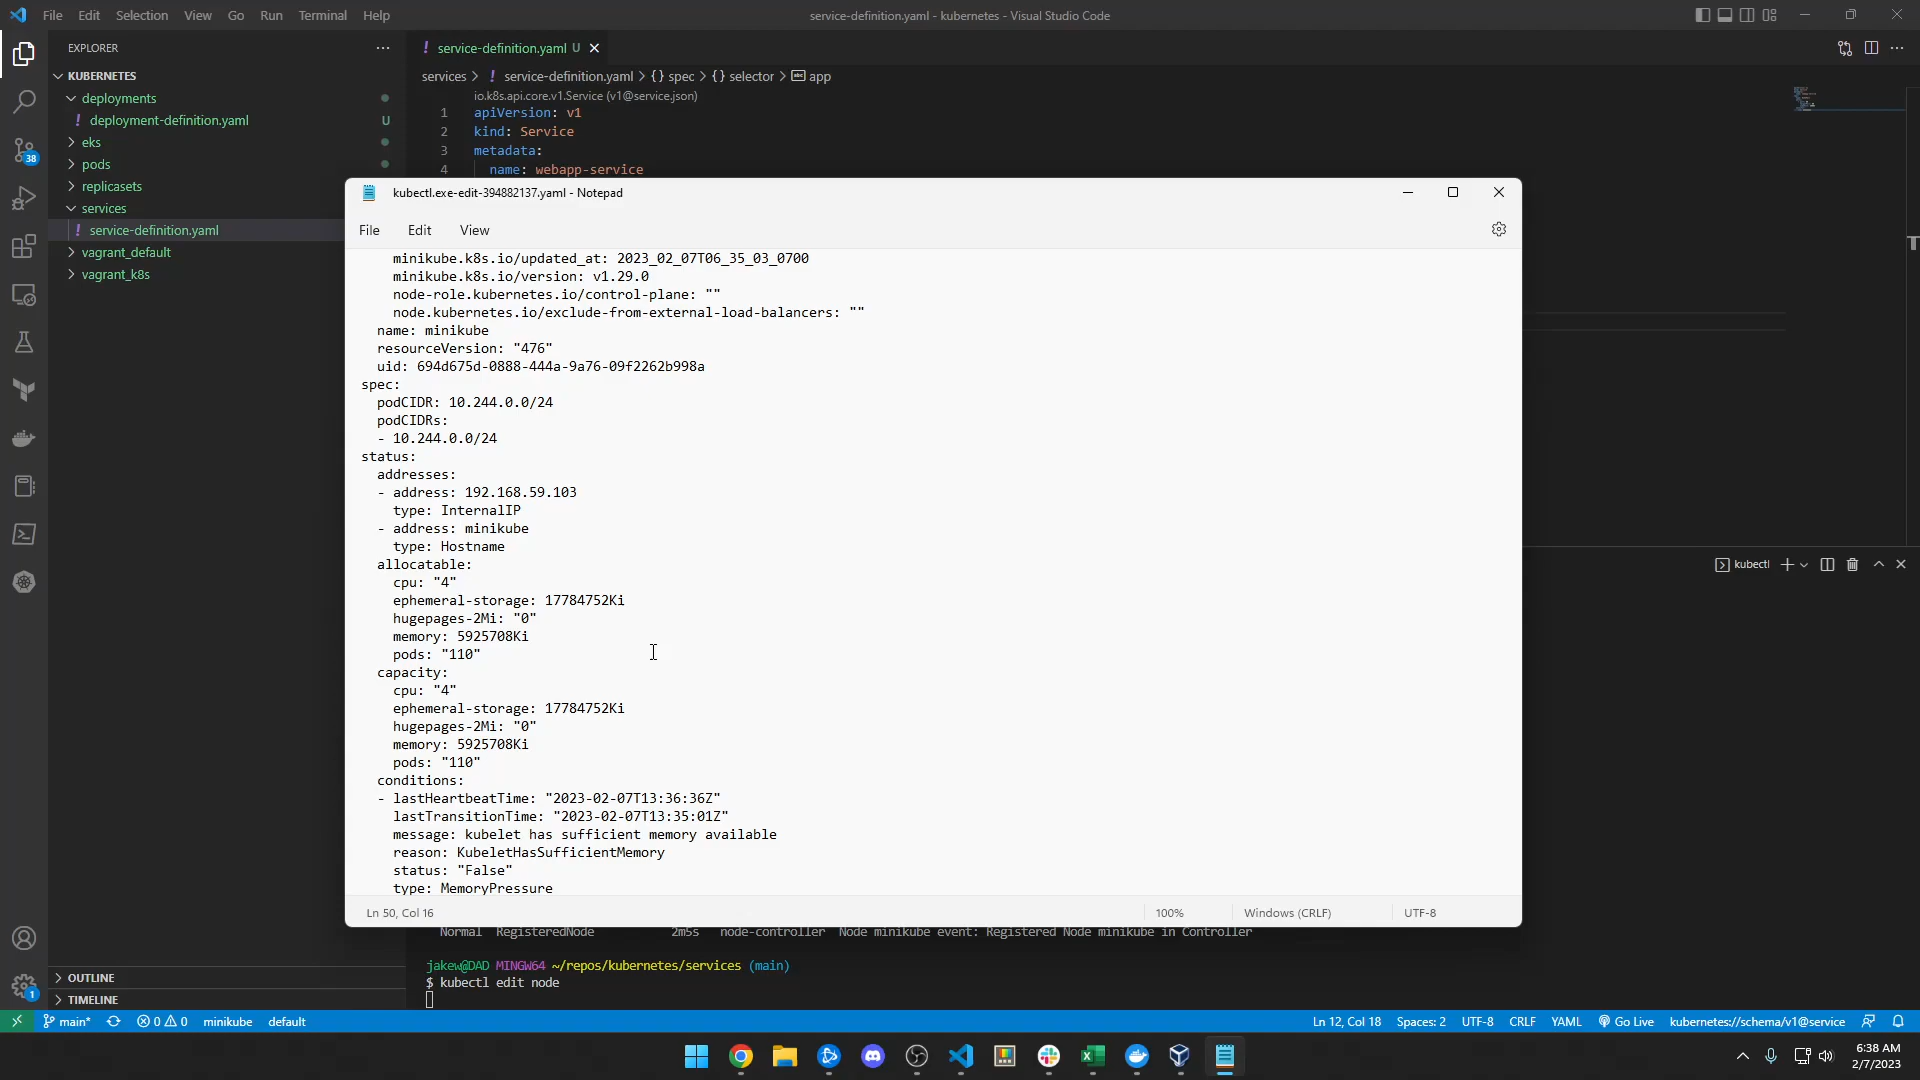 File Edit Selection View Go Run Terminal Help
service-definition.yaml - kubernetes - Visual Studio Code
EXPLORER
KUBERNETES
deployments
! deployment-definition.yaml U
eks
pods
replicasets
services
! service-definition.yaml
vagrant_default
vagrant_k8s
OUTLINE
TIMELINE
38
1
! service-definition.yaml U
services > ! service-definition.yaml > {} spec > {} selector > abc app
io.k8s.api.core.v1.Service (v1@service.json)
1 apiVersion: v1
2 kind: Service
3 metadata:
4 name: webapp-service
kubectl.exe-edit-394882137.yaml - Notepad
File Edit View
minikube.k8s.io/updated_at: 2023_02_07T06_35_03_0700
minikube.k8s.io/version: v1.29.0
node-role.kubernetes.io/control-plane: ""
node.kubernetes.io/exclude-from-external-load-balancers: ""
name: minikube
resourceVersion: "476"
uid: 694d675d-0888-444a-9a76-09f2262b998a
spec:
podCIDR: 10.244.0.0/24
podCIDRs:
- 10.244.0.0/24
status:
addresses:
- address: 192.168.59.103
type: InternalIP
- address: minikube
type: Hostname
allocatable:
cpu: "4"
ephemeral-storage: 17784752Ki
hugepages-2Mi: "0"
memory: 5925708Ki
pods: "110"
capacity:
cpu: "4"
ephemeral-storage: 17784752Ki
hugepages-2Mi: "0"
memory: 5925708Ki
pods: "110"
conditions:
- lastHeartbeatTime: "2023-02-07T13:36:36Z"
lastTransitionTime: "2023-02-07T13:35:01Z"
message: kubelet has sufficient memory available
reason: KubeletHasSufficientMemory
status: "False"
type: MemoryPressure
Ln 50, Col 16 100% Windows (CRLF) UTF-8
kubectl
Normal RegisteredNode 2m5s node-controller Node minikube event: Registered Node minikube in Controller
jakew@DAD MINGW64 ~/repos/kubernetes/services (main)
$ kubectl edit node
main* 0 0 minikube default
Ln 12, Col 18 Spaces: 2 UTF-8 CRLF YAML Go Live kubernetes://schema/v1@service
6:38 AM
2/7/2023